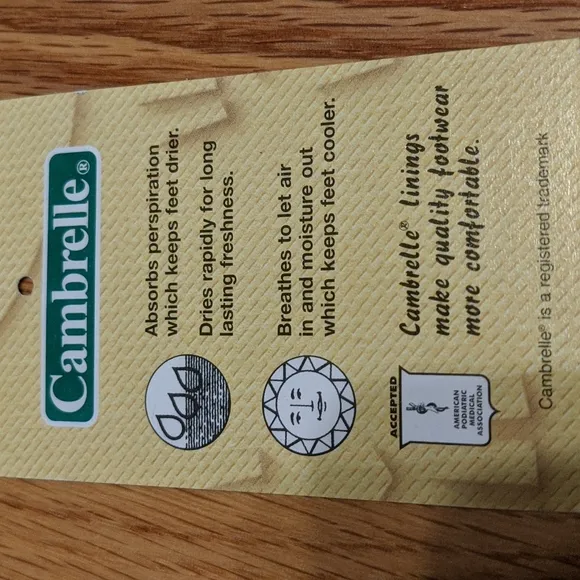 Cambrelle®
Absorbs perspiration
which keeps feet drier.
Dries rapidly for long
lasting freshness.
Breathes to let air
in and moisture out
which keeps feet cooler.
ACCEPTED
AMERICAN
PODIATRIC
MEDICAL
ASSOCIATION
Cambrelle® Linings
make quality footwear
more comfortable.
Cambrelle® is a registered trademark